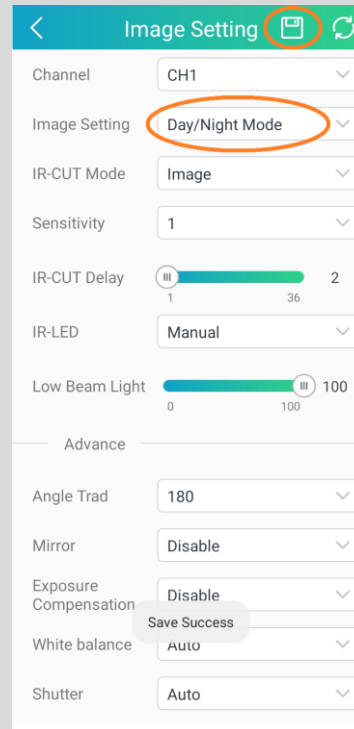 Image Setting
Channel CH1
Image Setting Day/Night Mode
IR-CUT Mode Image
Sensitivity 1
IR-CUT Delay 2
1 36
IR-LED Manual
Low Beam Light 100
0 100
Advance
Angle Trad 180
Mirror Disable
Exposure
Compensation Disable
Save Success
White balance Auto
Shutter Auto